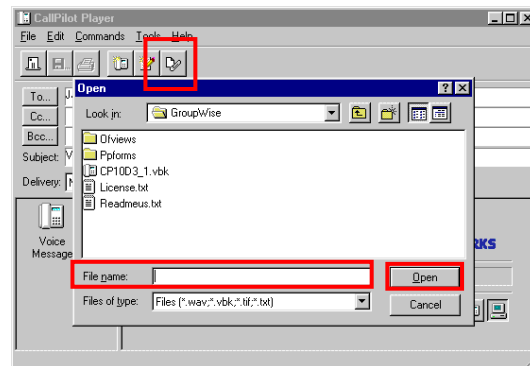 CallPilot Player
File Edit Commands Tools Help
To... J
Cc...
Bcc...
Subject: V
Delivery:
Voice
Message
RKS
Open
Look in: GroupWise
Ofviews
Ppforms
CP10D3_1.vbk
License.txt
Readmeus.txt
File name:
Open
Files of type: Files (*.wav;*.vbk;*.tif;*.txt)
Cancel